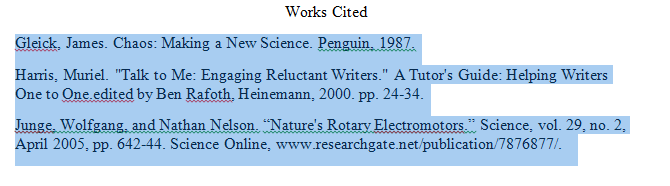 Works Cited
Gleick, James. Chaos: Making a New Science. Penguin, 1987.
Harris, Muriel. "Talk to Me: Engaging Reluctant Writers." A Tutor's Guide: Helping Writers
One to One,edited by Ben Rafoth, Heinemann, 2000. pp. 24-34.
Junge, Wolfgang, and Nathan Nelson. “Nature's Rotary Electromotors.” Science, vol. 29, no. 2,
April 2005, pp. 642-44. Science Online, www.researchgate.net/publication/7876877/.